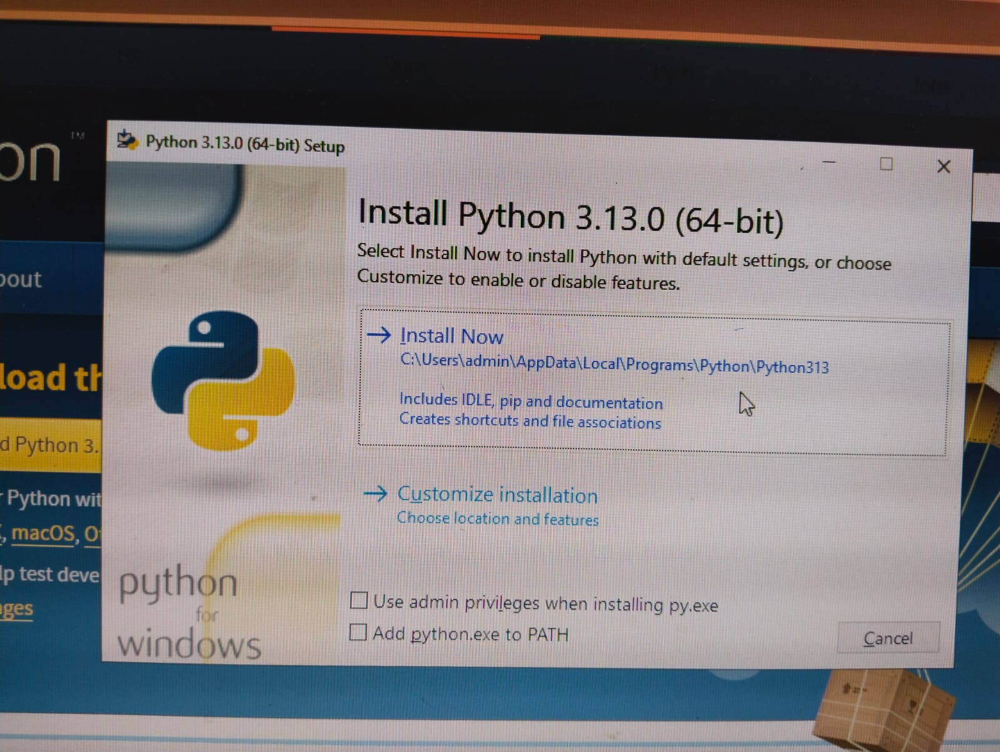 on
TM
Python 3.13.0 (64-bit) Setup
Install Python 3.13.0 (64-bit)
Select Install Now to install Python with default settings, or choose
Customize to enable or disable features.
Install Now
C:\Users\admin\AppData\Local\Programs\Python\Python313
Includes IDLE, pip and documentation
Creates shortcuts and file associations
Customize installation
Choose location and features
Use admin privileges when installing py.exe
Add python.exe to PATH
Cancel
python
for
windows
bout
load th
d Python 3.
r Python wit
, macOS, O
lp test deve
ges